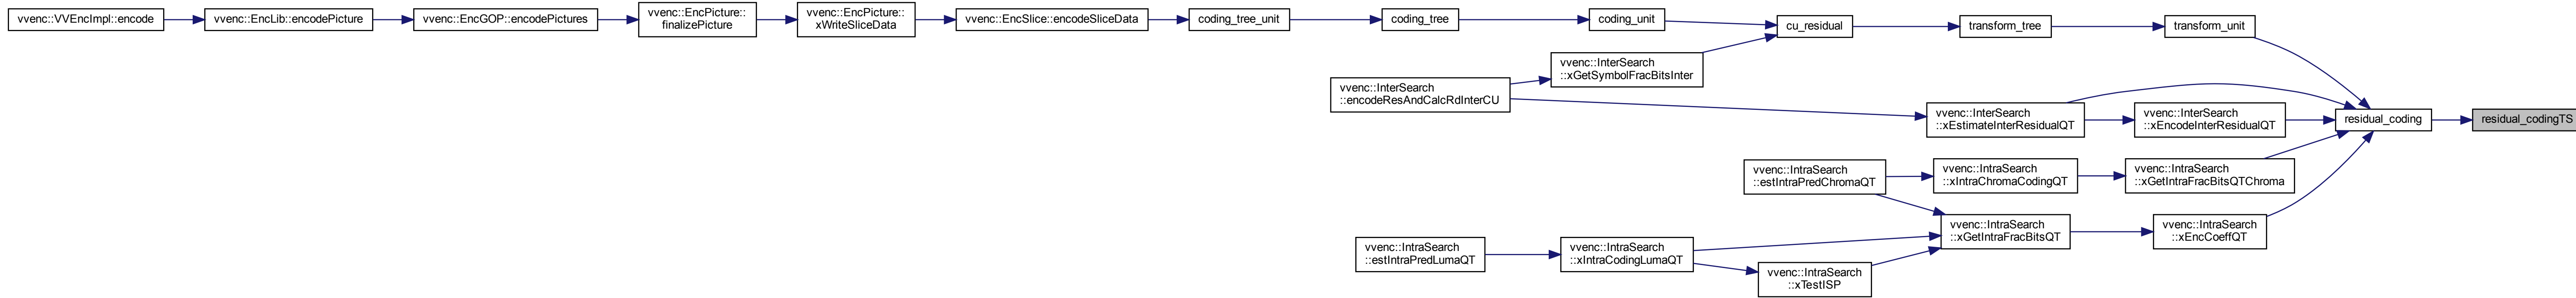 vvenc::VVEncImpl::encode
vvenc::EncLib::encodePicture
vvenc::EncGOP::encodePictures
vvenc::EncPicture::
finalizePicture
vvenc::EncPicture::
xWriteSliceData
vvenc::EncSlice::encodeSliceData
coding_tree_unit
coding_tree
coding_unit
cu_residual
transform_tree
transform_unit
vvenc::InterSearch
::xGetSymbolFracBitsInter
vvenc::InterSearch
::encodeResAndCalcRdInterCU
vvenc::InterSearch
::xEstimateInterResidualQT
vvenc::InterSearch
::xEncodeInterResidualQT
residual_coding
residual_codingTS
vvenc::IntraSearch
::estIntraPredChromaQT
vvenc::IntraSearch
::xIntraChromaCodingQT
vvenc::IntraSearch
::xGetIntraFracBitsQTChroma
vvenc::IntraSearch
::xGetIntraFracBitsQT
vvenc::IntraSearch
::xEncCoeffQT
vvenc::IntraSearch
::estIntraPredLumaQT
vvenc::IntraSearch
::xIntraCodingLumaQT
vvenc::IntraSearch
::xTestISP